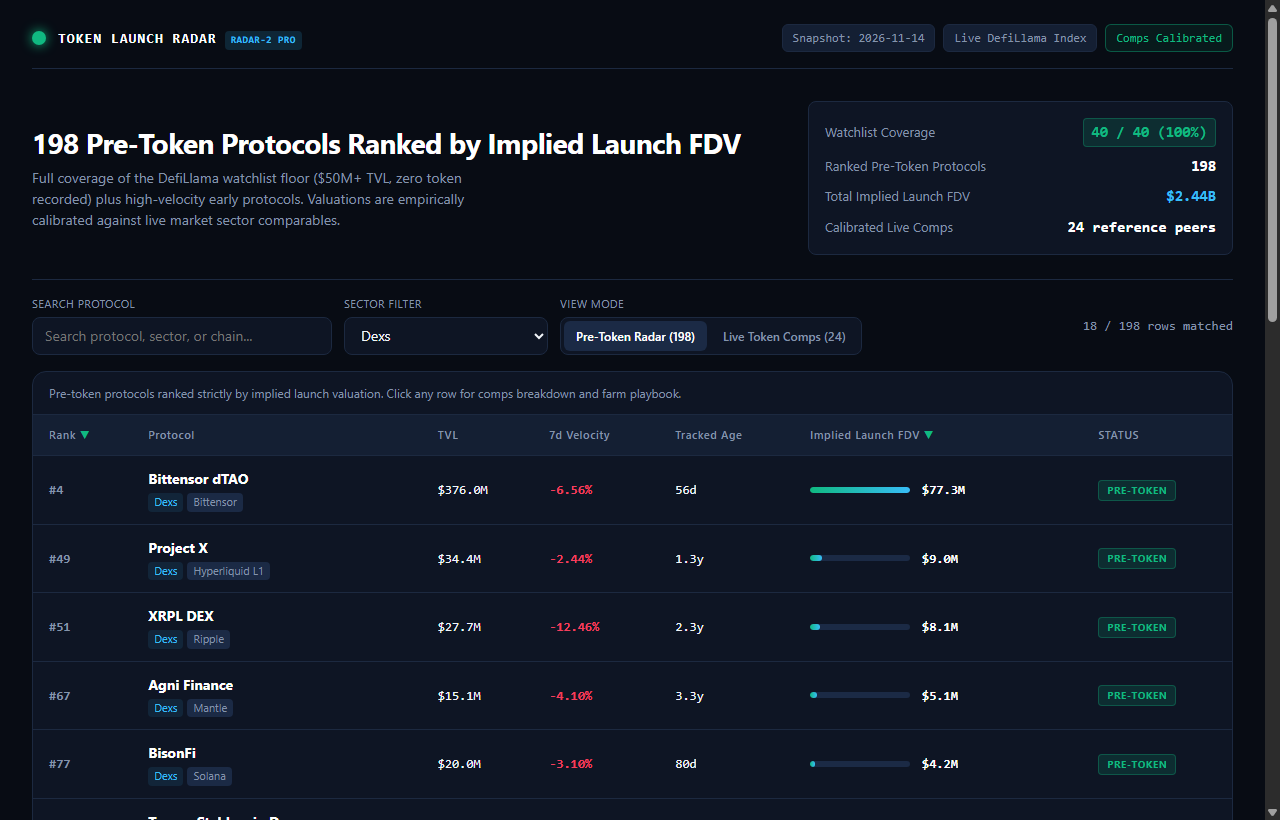 TOKEN LAUNCH RADAR RADAR-2 PRO
Snapshot: 2026-11-14
Live DefiLlama Index
Comps Calibrated
198 Pre-Token Protocols Ranked by Implied Launch FDV
Full coverage of the DefiLlama watchlist floor ($50M+ TVL, zero token
recorded) plus high-velocity early protocols. Valuations are empirically
calibrated against live market sector comparables.
Watchlist Coverage 40 / 40 (100%)
Ranked Pre-Token Protocols 198
Total Implied Launch FDV $2.44B
Calibrated Live Comps 24 reference peers
SEARCH PROTOCOL
Search protocol, sector, or chain...
SECTOR FILTER
Dexs
VIEW MODE
Pre-Token Radar (198) Live Token Comps (24)
18 / 198 rows matched
Pre-token protocols ranked strictly by implied launch valuation. Click any row for comps breakdown and farm playbook.
Rank ▼ Protocol TVL 7d Velocity Tracked Age Implied Launch FDV ▼ STATUS
#4 Bittensor dTAO $376.0M -6.56% 56d $77.3M PRE-TOKEN
Dexs Bittensor
#49 Project X $34.4M -2.44% 1.3y $9.0M PRE-TOKEN
Dexs Hyperliquid L1
#51 XRPL DEX $27.7M -12.46% 2.3y $8.1M PRE-TOKEN
Dexs Ripple
#67 Agni Finance $15.1M -4.10% 3.3y $5.1M PRE-TOKEN
Dexs Mantle
#77 BisonFi $20.0M -3.10% 80d $4.2M PRE-TOKEN
Dexs Solana